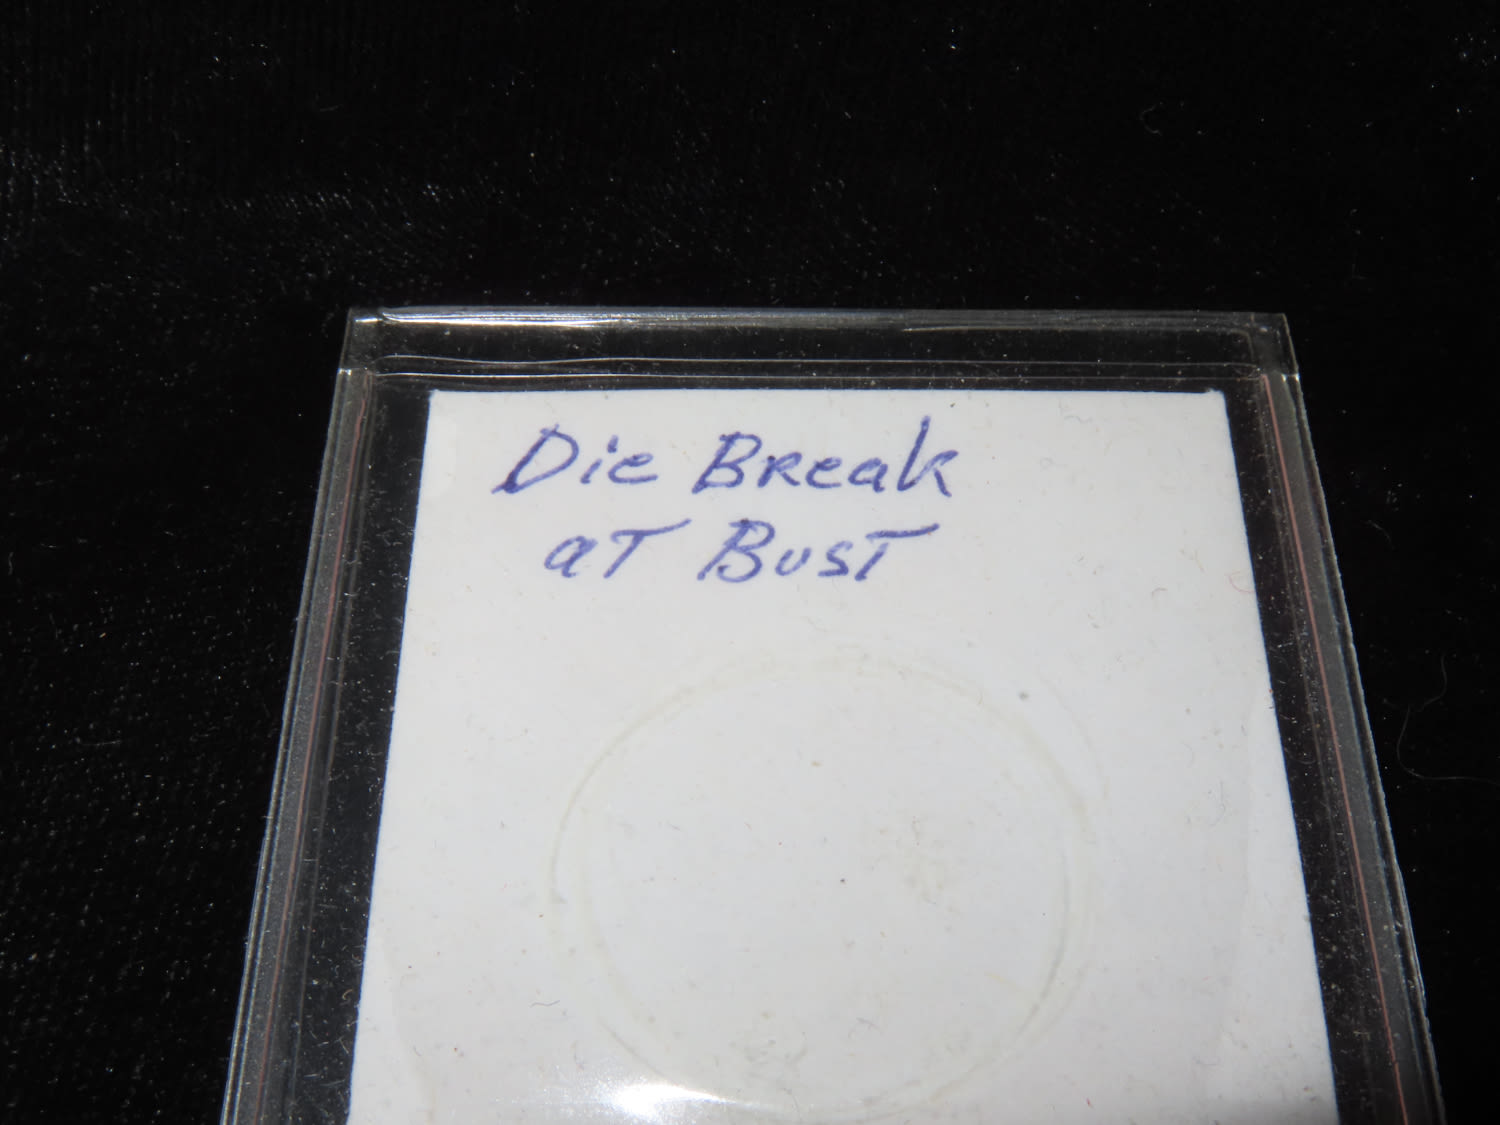 Die Break
at Bust